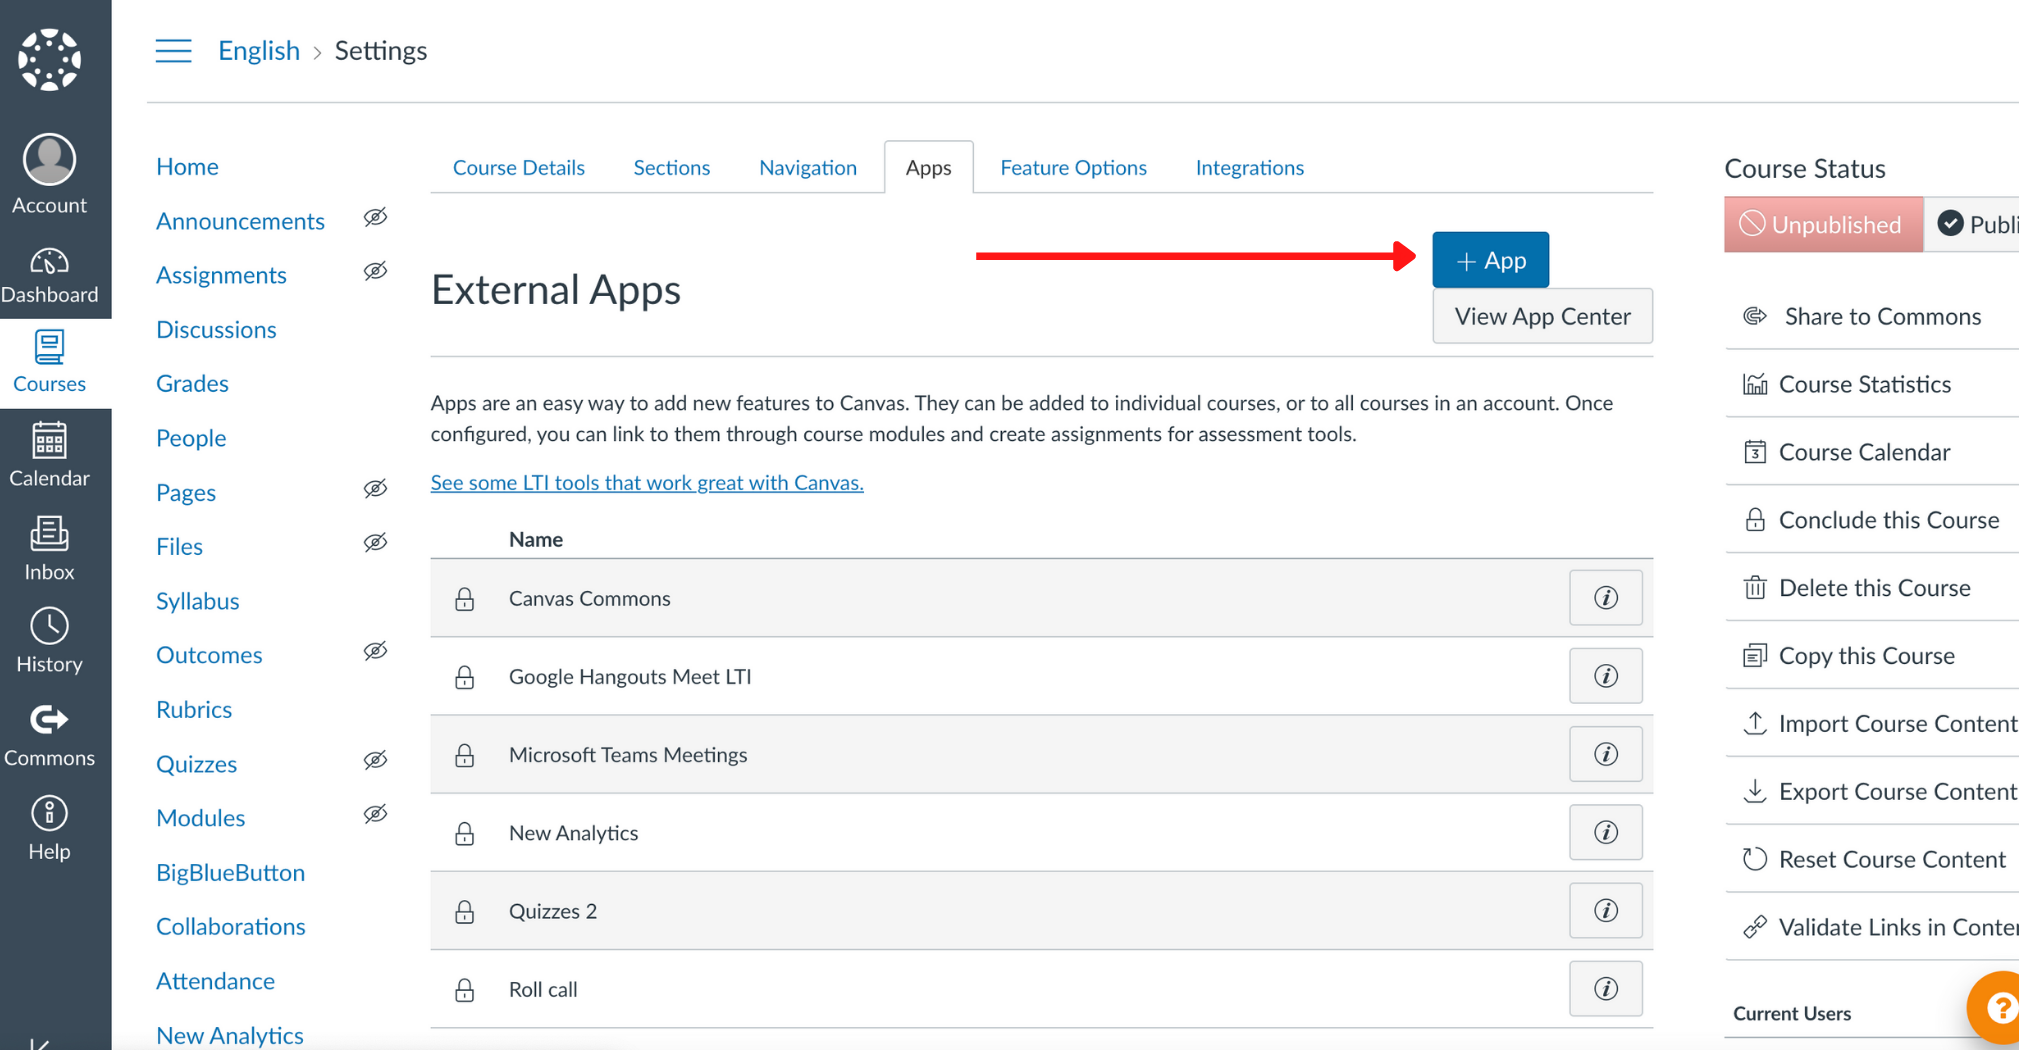 English > Settings
Account
Dashboard
Courses
Calendar
Inbox
History
Commons
Help
Home
Announcements
Assignments
Discussions
Grades
People
Pages
Files
Syllabus
Outcomes
Rubrics
Quizzes
Modules
BigBlueButton
Collaborations
Attendance
New Analytics
Course Details Sections Navigation Apps Feature Options Integrations
External Apps
+ App
View App Center
Apps are an easy way to add new features to Canvas. They can be added to individual courses, or to all courses in an account. Once
configured, you can link to them through course modules and create assignments for assessment tools.
See some LTI tools that work great with Canvas.
Name
Canvas Commons
Google Hangouts Meet LTI
Microsoft Teams Meetings
New Analytics
Quizzes 2
Roll call
Course Status
Unpublished Publi
Share to Commons
Course Statistics
3 Course Calendar
Conclude this Course
Delete this Course
Copy this Course
Import Course Content
Export Course Content
Reset Course Content
Validate Links in Conte
Current Users
?